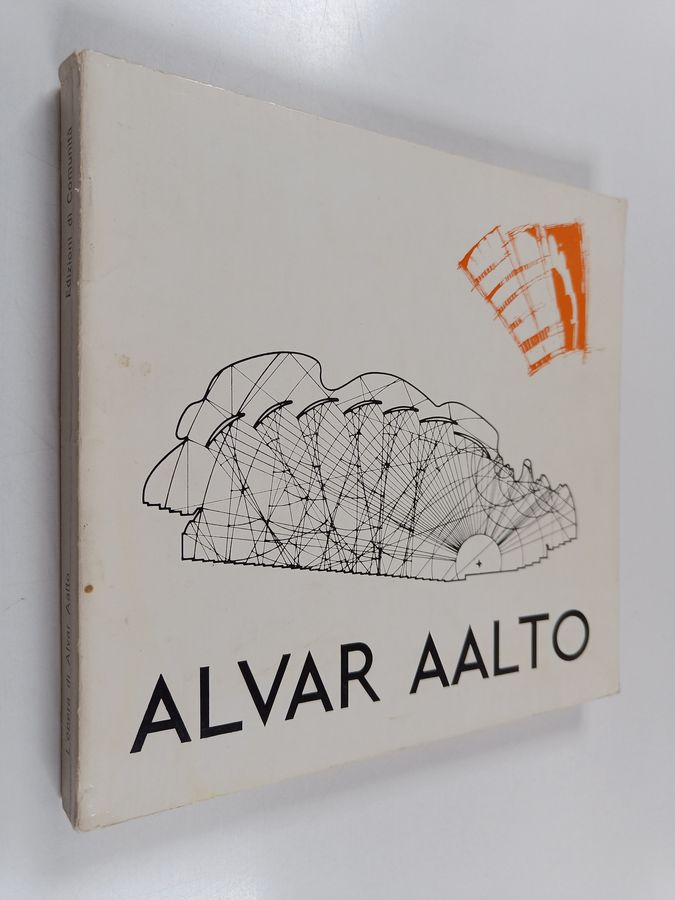 ALVAR AALTO
L'opera di Alvar Aalto
Edizioni di Comunità